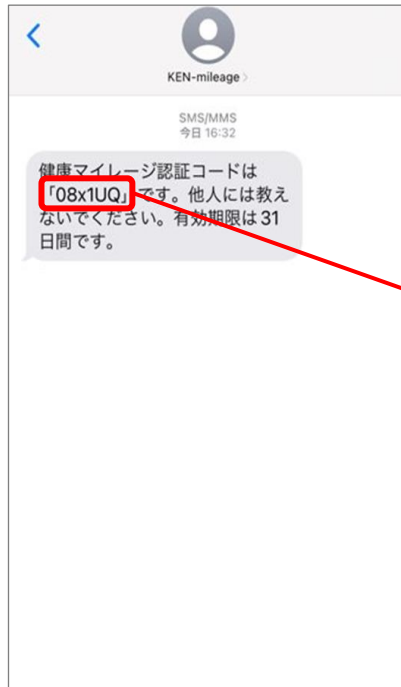 KEN-mileage
SMS/MMS
今日 16:32
健康マイレージ認証コードは
「08x1UQ」です。他人には教え
ないでください。有効期限は31
日間です。